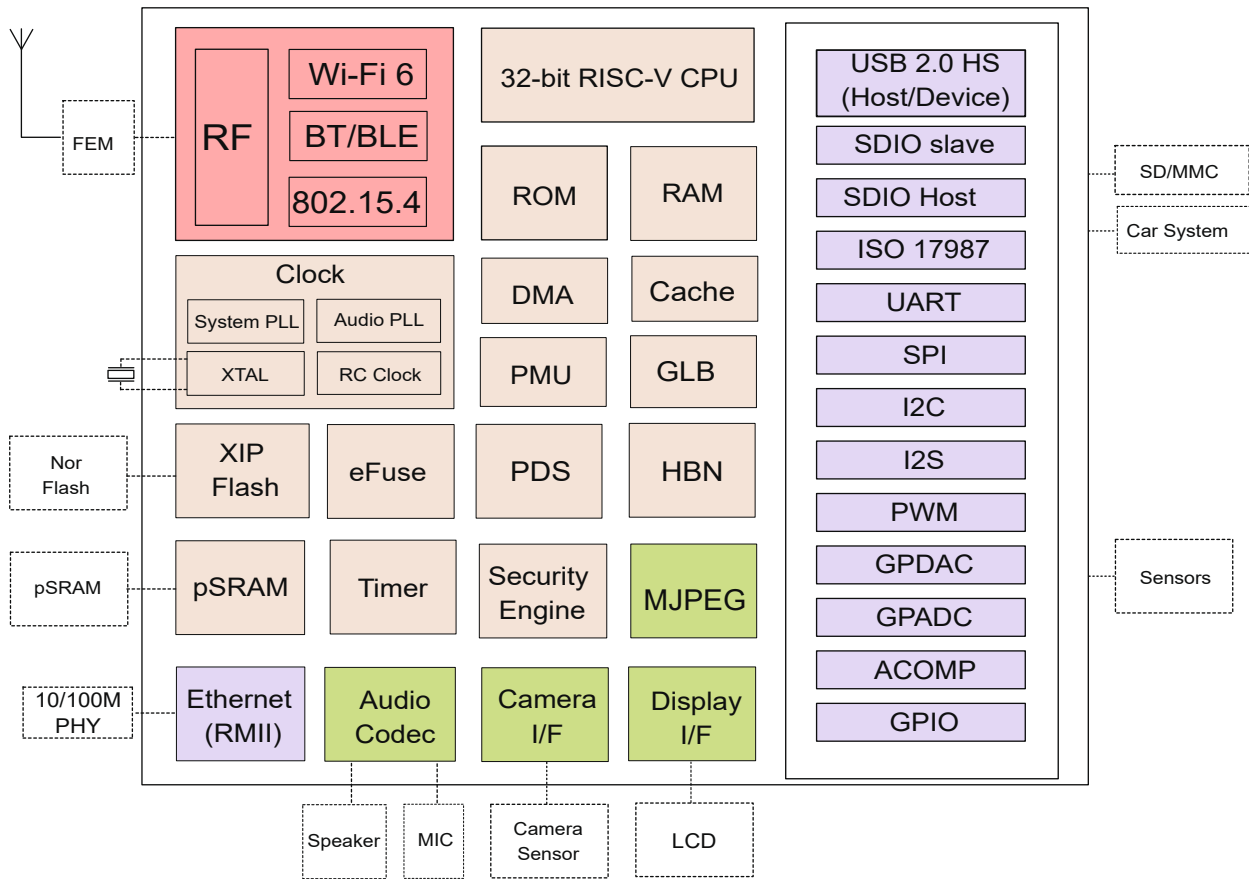 FEM
RF
Wi-Fi 6
BT/BLE
802.15.4
32-bit RISC-V CPU
ROM
RAM
Clock
System PLL
Audio PLL
XTAL
RC Clock
DMA
Cache
PMU
GLB
Nor
Flash
XIP
Flash
eFuse
PDS
HBN
pSRAM
pSRAM
Timer
Security
Engine
MJPEG
10/100M
PHY
Ethernet
(RMII)
Audio
Codec
Camera
I/F
Display
I/F
USB 2.0 HS
(Host/Device)
SDIO slave
SDIO Host
ISO 17987
UART
SPI
I2C
I2S
PWM
GPDAC
GPADC
ACOMP
GPIO
SD/MMC
Car System
Sensors
Speaker
MIC
Camera
Sensor
LCD